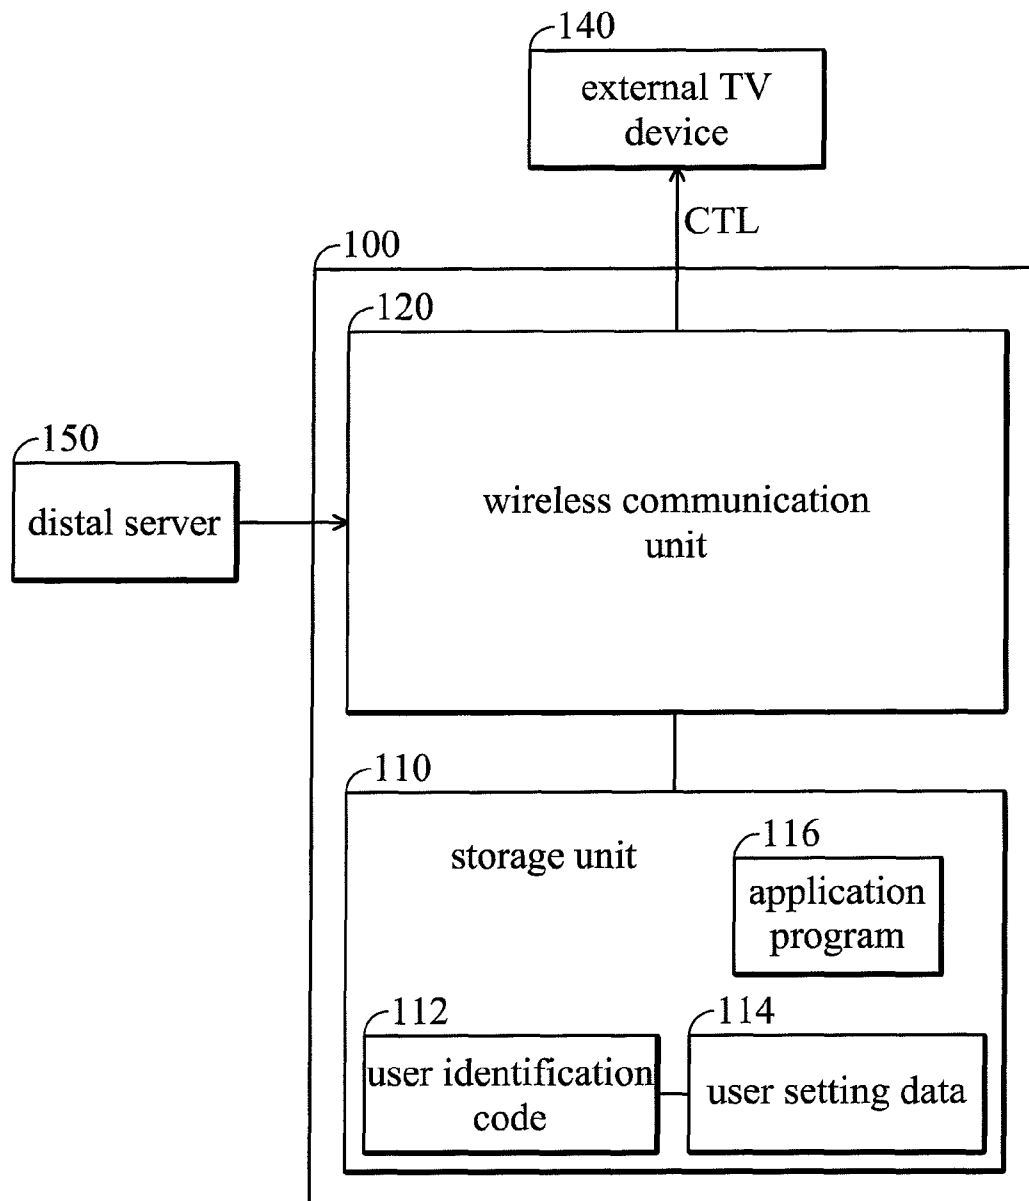 140
external TV
device
CTL
100
120
wireless communication
unit
150
distal server
110
storage unit
116
application
program
112
user identification
code
114
user setting data